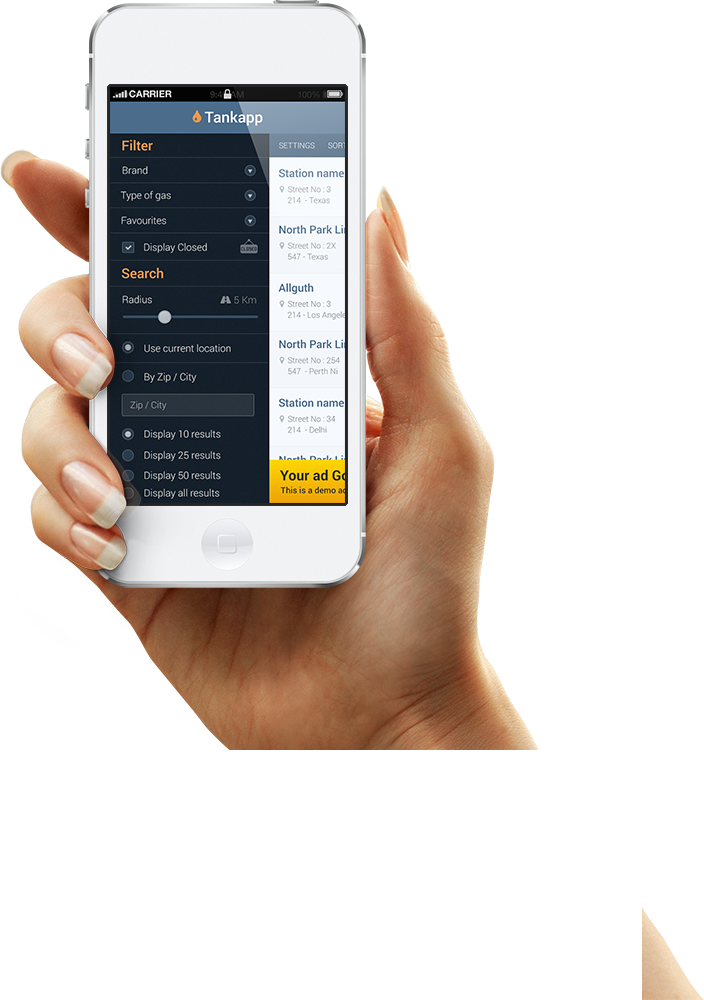 CARRIER 9:4 AM 100%
Tankapp
Filter
Brand
Type of gas
Favourites
Display Closed
CLOSED
Search
Radius 5 Km
Use current location
By Zip / City
Zip / City
Display 10 results
Display 25 results
Display 50 results
Display all results
SETTINGS SORT
Station name
Street No : 3
214 - Texas
North Park Li
Street No : 2X
547 - Texas
Allguth
Street No : 3
214 - Los Angele
North Park Li
Street No : 254
547 - Perth Ni
Station name
Street No : 34
214 - Delhi
North Park Li
Your ad Go
This is a demo ad